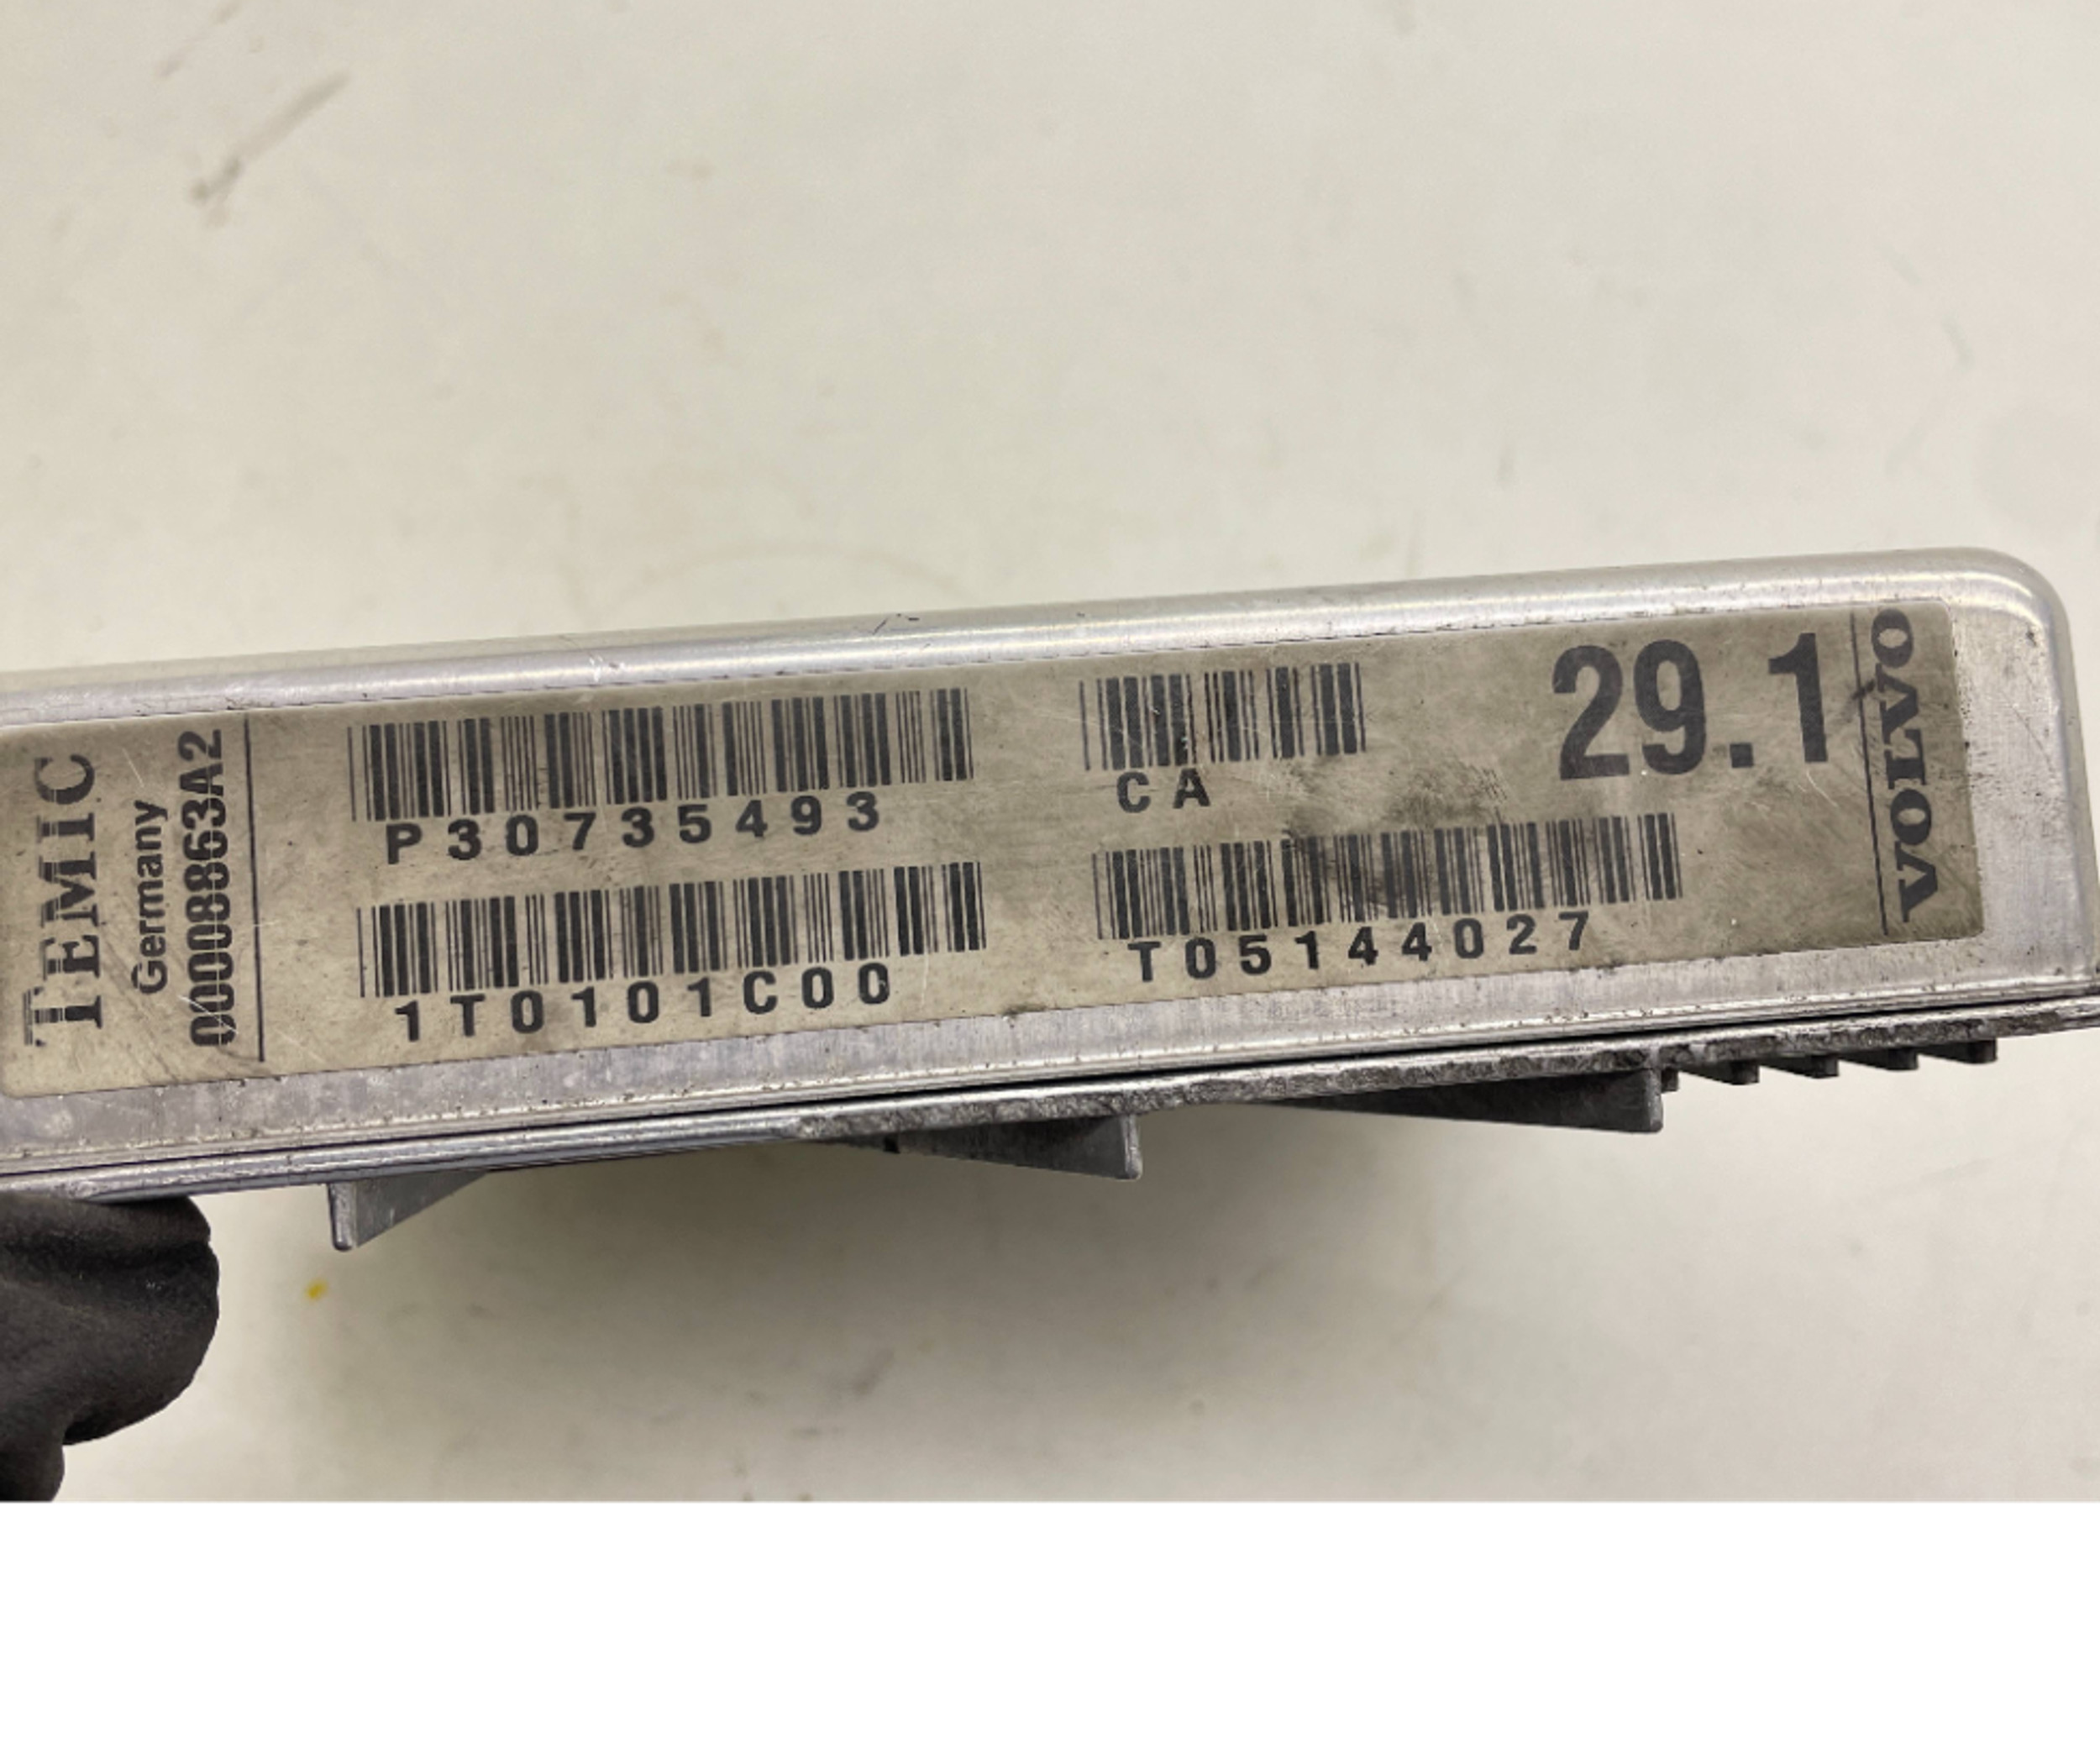 TEMIC
Germany
00008863A2
P30735493
CA
29.1
1T0101C00
T05144027
VOLVO